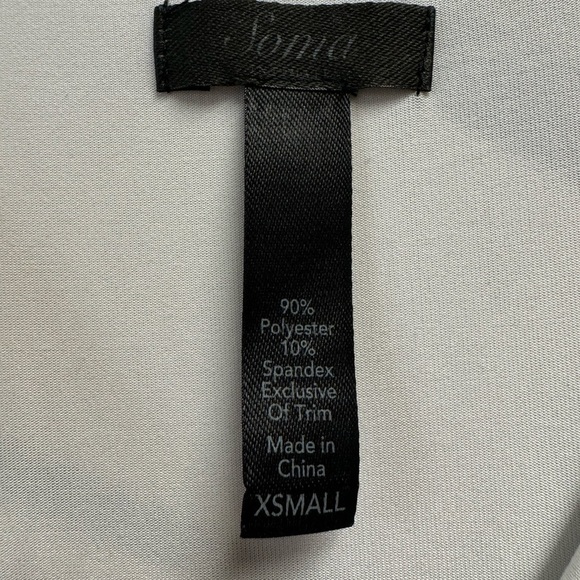 Soma
90%
Polyester
10%
Spandex
Exclusive
Of Trim
Made in
China
XSMALL